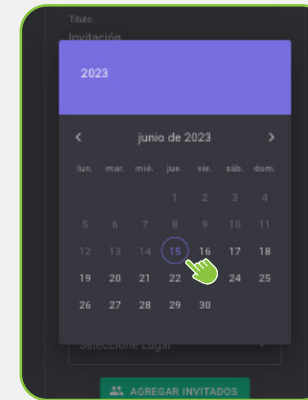 Titulo
Invitación
2023
junio de 2023
lun. mar. mié. jue. vie. sáb. dom.
1 2 3 4
5 6 7 8 9 10 11
12 13 14 15 16 17 18
19 20 21 22 24 25
26 27 28 29 30
Seleccione Lugar
AGREGAR INVITADOS